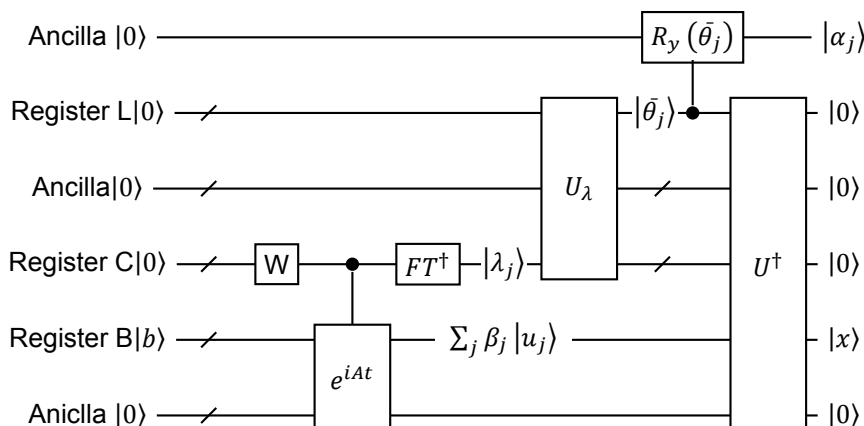 Ancilla |0⟩ R_y (θ̄_j) |α_j⟩
Register L|0⟩ |θ̄_j⟩ |0⟩
Ancilla|0⟩ U_λ |0⟩
Register C|0⟩ W FT† |λ_j⟩ U† |0⟩
Register B|b⟩ ∑_j β_j |u_j⟩ |x⟩
e^{iAt}
Aniclla |0⟩ |0⟩